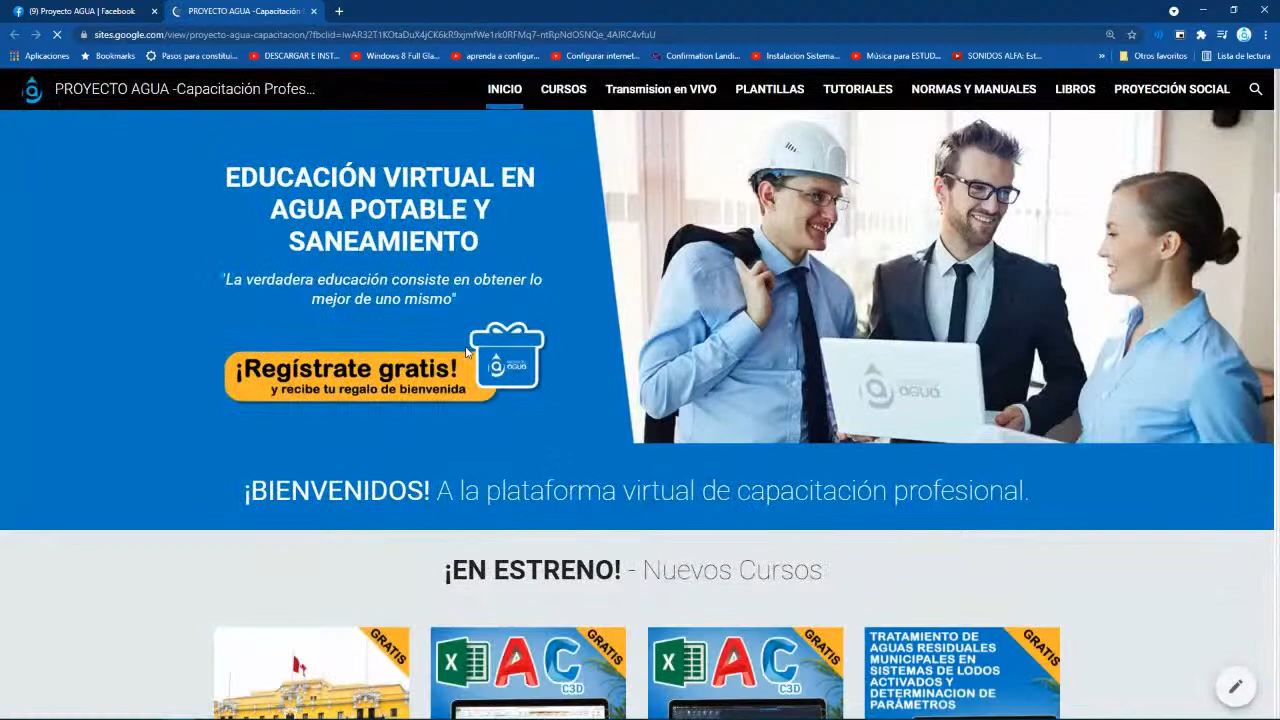 (9) Proyecto AGUA | Facebook
PROYECTO AGUA -Capacitación
sites.google.com/view/proyecto-agua-capacitacion/?fbclid=
Aplicaciones
Bookmarks
Pasos para constitui...
DESCARGAR E INST...
Windows 8 Full Gla...
aprenda a configur...
Configurar internet...
Confirmation Landi...
Instalacion Sistema...
Música para ESTUD...
SONIDOS ALFA: Est...
»
Otros favoritos
Lista de lectura
PROYECTO AGUA -Capacitación Profes...
INICIO
CURSOS
Transmision en VIVO
PLANTILLAS
TUTORIALES
NORMAS Y MANUALES
LIBROS
PROYECCIÓN SOCIAL
EDUCACIÓN VIRTUAL EN
AGUA POTABLE Y
SANEAMIENTO
"La verdadera educación consiste en obtener lo
mejor de uno mismo"
¡Regístrate gratis!
y recibe tu regalo de bienvenida
AGUA
agua
¡BIENVENIDOS! A la plataforma virtual de capacitación profesional.
¡EN ESTRENO! - Nuevos Cursos
GRATIS
X AC C3D GRATIS
X AC C3D GRATIS
TRATAMIENTO DE
AGUAS RESIDUALES
MUNICIPALES EN
SISTEMAS DE LODOS
ACTIVADOS Y
DETERMINACION DE
PARÁMETROS
GRATIS